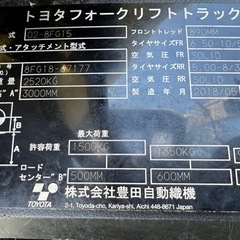 トヨタフォークリフトトラック
式 02-8FG15 フロントトレッド 890MM
式・アタッチメント型式 タイヤサイズFR 6.50-10/5
8FG18-67177 空気圧FR SOLID
2520KG タイヤサイズRR 5.00-8/3
高"A" 3000MM 空気圧RR SOLID
2018/05
最大荷重 許容荷重
1500KG 1350KG
ロードセンター"B" 500MM 600MM
TOYOTA 株式会社豊田自動織機
2-1, Toyoda-cho, Kariya-shi, Aichi 448-8671 Japan